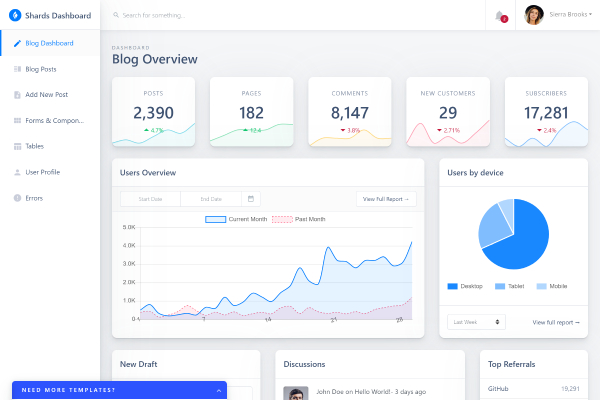 Shards Dashboard
Search for something...
2
Sierra Brooks
Blog Dashboard
Blog Posts
Add New Post
Forms & Compon...
Tables
User Profile
Errors
DASHBOARD
Blog Overview
POSTS
2,390
4.7%
PAGES
182
12.4
COMMENTS
8,147
3.8%
NEW CUSTOMERS
29
2.71%
SUBSCRIBERS
17,281
2.4%
Users Overview
Start Date
End Date
View Full Report →
Current Month
Past Month
5.0K
4.0K
3.0K
2.0K
1.0K
0
7
14
21
28
Users by device
Desktop
Tablet
Mobile
Last Week
View full report →
New Draft
Discussions
John Doe on Hello World! - 3 days ago
Top Referrals
GitHub
19,291
NEED MORE TEMPLATES?